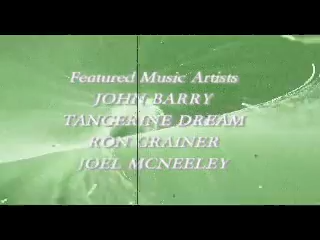 Featured Music Artists
JOHN BARRY
TANGERINE DREAM
RON GRAINER
JOEL MCNEELEY